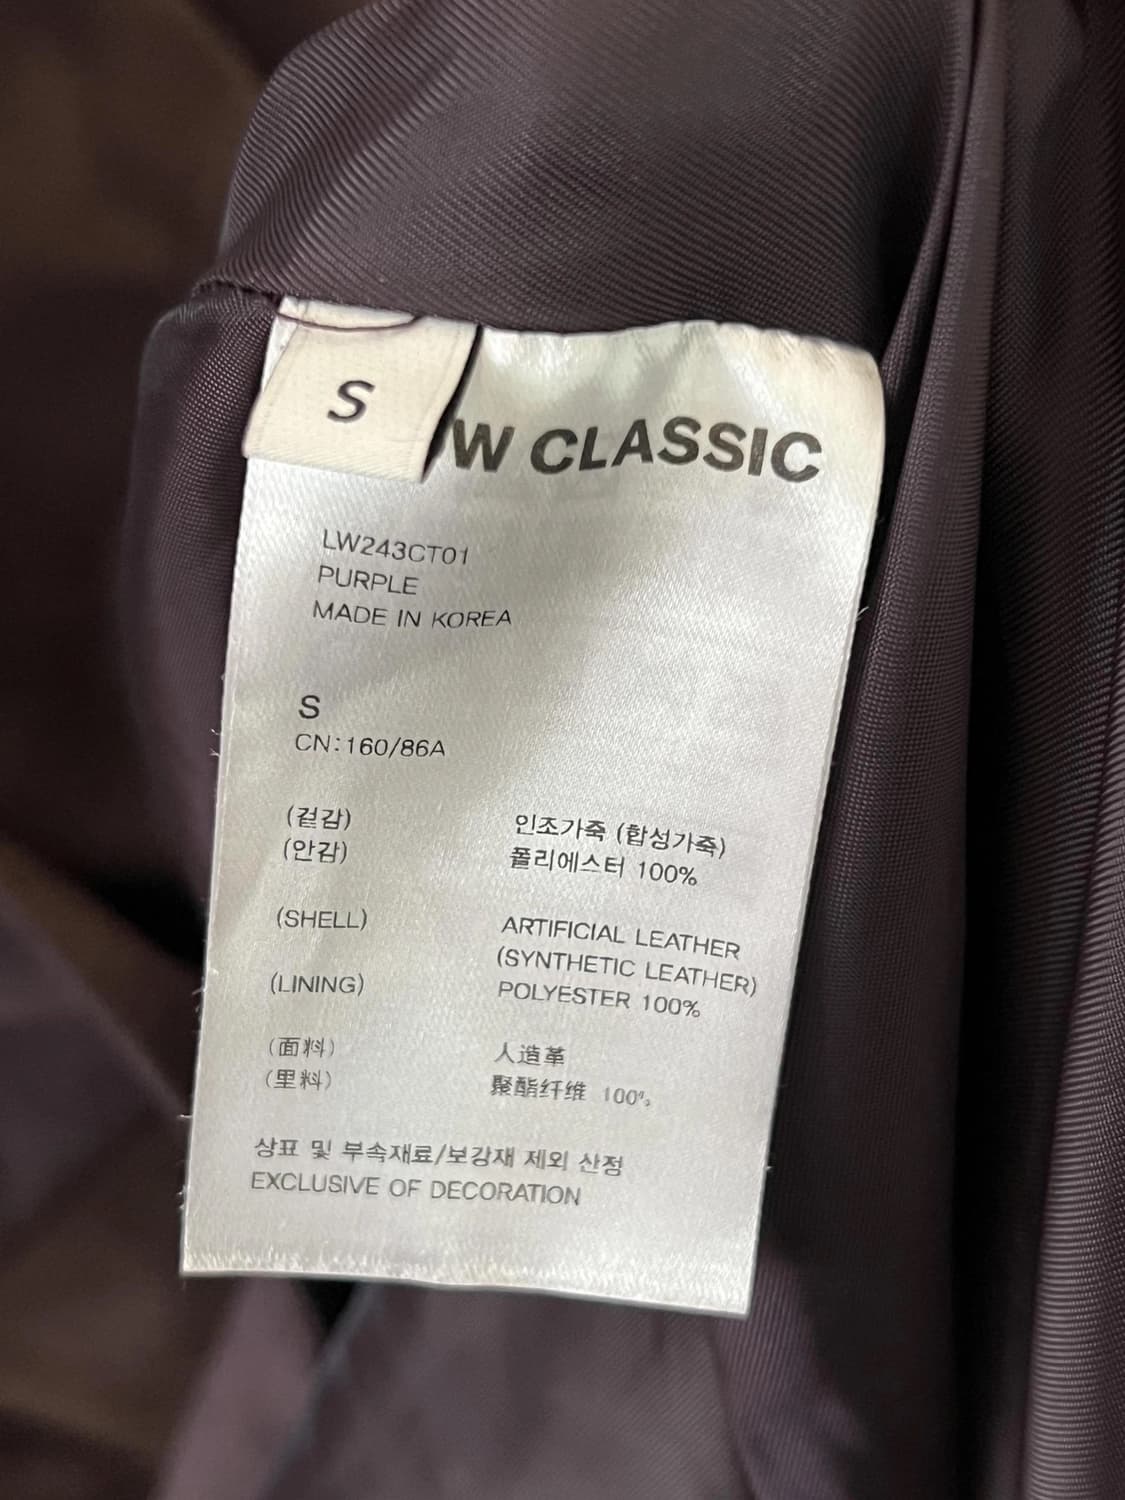 S
OW CLASSIC
LW243CT01
PURPLE
MADE IN KOREA
S
CN:160/86A
(겉감) 인조가죽 (합성가죽)
(안감) 폴리에스터 100%
(SHELL) ARTIFICIAL LEATHER
(SYNTHETIC LEATHER)
(LINING) POLYESTER 100%
(面料) 人造革
(里料) 聚酯纤维 100%
상표 및 부속재료/보강재 제외 산정
EXCLUSIVE OF DECORATION